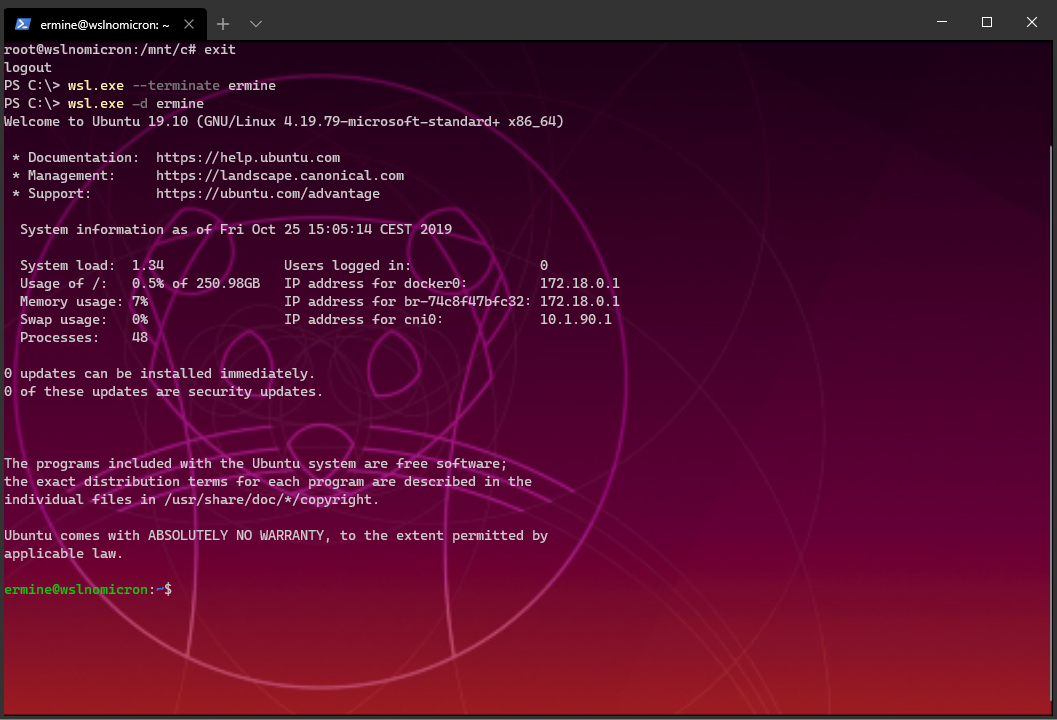 ermine@wslnomicron: ~
root@wslnomicron:/mnt/c# exit
logout
PS C:\> wsl.exe --terminate ermine
PS C:\> wsl.exe -d ermine
Welcome to Ubuntu 19.10 (GNU/Linux 4.19.79-microsoft-standard+ x86_64)
* Documentation:  https://help.ubuntu.com
* Management:     https://landscape.canonical.com
* Support:        https://ubuntu.com/advantage
System information as of Fri Oct 25 15:05:14 CEST 2019
System load:  1.34               Users logged in:                0
Usage of /:   0.5% of 250.98GB   IP address for docker0:         172.18.0.1
Memory usage: 7%                 IP address for br-74c8f47bfc32: 172.18.0.1
Swap usage:   0%                 IP address for cni0:            10.1.90.1
Processes:    48
0 updates can be installed immediately.
0 of these updates are security updates.
The programs included with the Ubuntu system are free software;
the exact distribution terms for each program are described in the
individual files in /usr/share/doc/*/copyright.
Ubuntu comes with ABSOLUTELY NO WARRANTY, to the extent permitted by
applicable law.
ermine@wslnomicron:~$